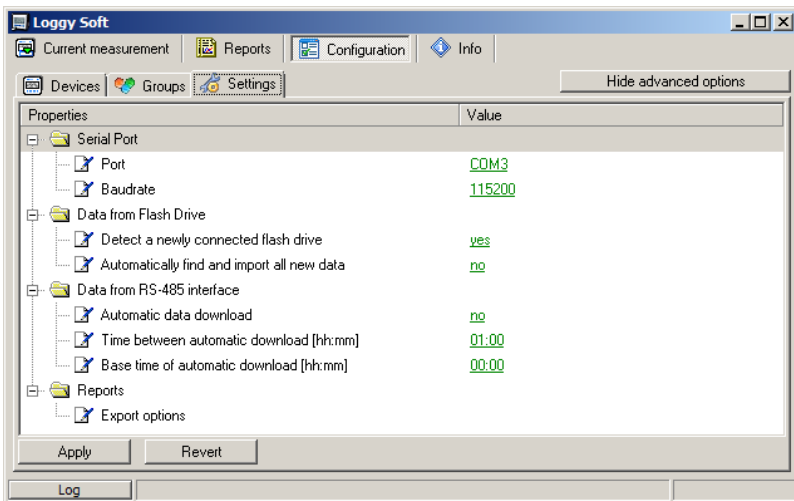 Loggy Soft
Current measurement Reports Configuration Info
Devices Groups Settings Hide advanced options
Properties Value
Serial Port
Port COM3
Baudrate 115200
Data from Flash Drive
Detect a newly connected flash drive yes
Automatically find and import all new data no
Data from RS-485 interface
Automatic data download no
Time between automatic download [hh:mm] 01:00
Base time of automatic download [hh:mm] 00:00
Reports
Export options
Apply Revert
Log